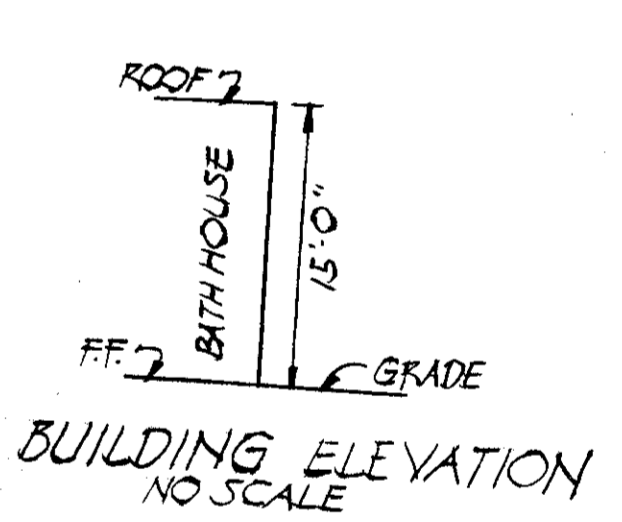 ROOF
BATH HOUSE
15'-0"
F.F.
GRADE
BUILDING ELEVATION
NO SCALE